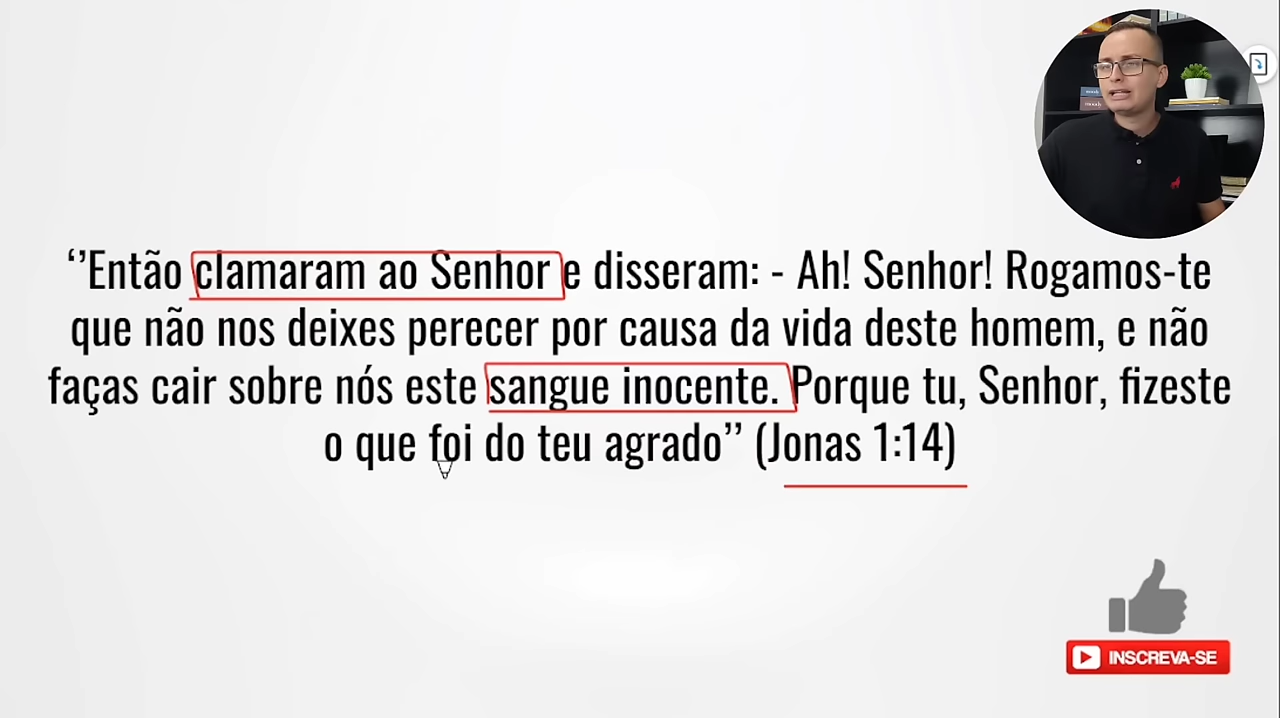 ‘’Então clamaram ao Senhor e disseram: - Ah! Senhor! Rogamos-te
que não nos deixes perecer por causa da vida deste homem, e não
faças cair sobre nós este sangue inocente. Porque tu, Senhor, fizeste
o que foi do teu agrado’’ (Jonas 1:14)
INSCREVA-SE